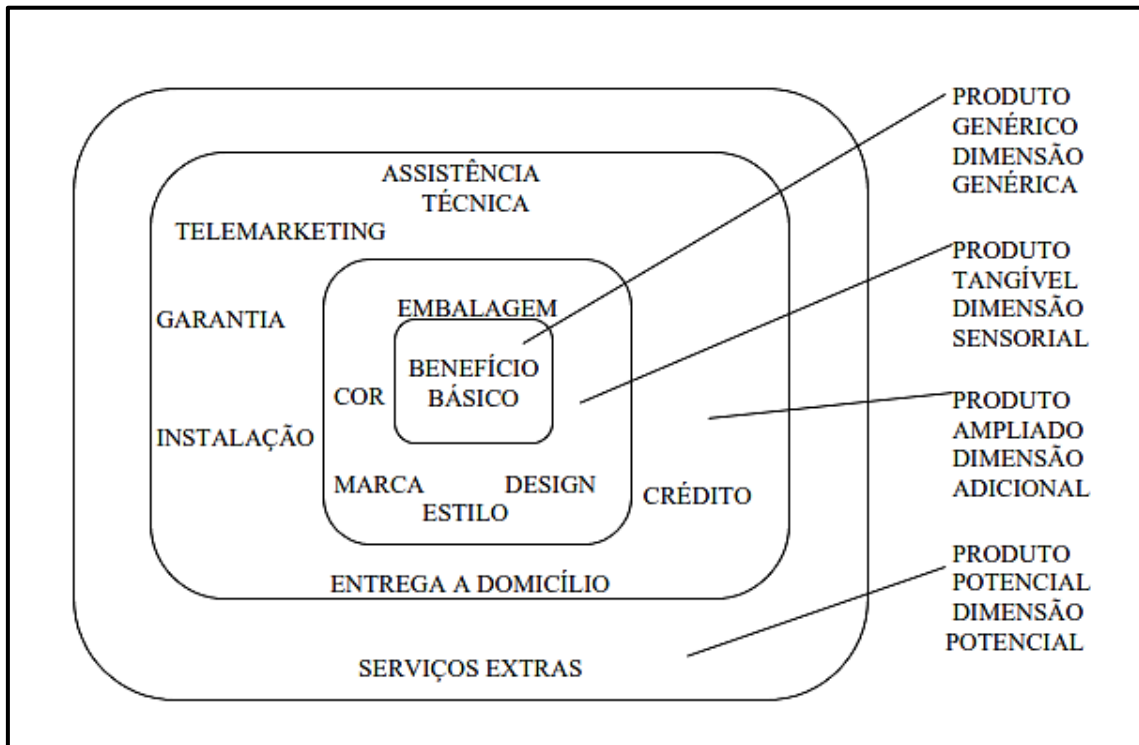 ASSISTÊNCIA
TÉCNICA
TELEMARKETING
GARANTIA
EMBALAGEM
BENEFÍCIO
BÁSICO
COR
INSTALAÇÃO
MARCA
DESIGN
ESTILO
CRÉDITO
ENTREGA A DOMICÍLIO
SERVIÇOS EXTRAS
PRODUTO
GENÉRICO
DIMENSÃO
GENÉRICA
PRODUTO
TANGÍVEL
DIMENSÃO
SENSORIAL
PRODUTO
AMPLIADO
DIMENSÃO
ADICIONAL
PRODUTO
POTENCIAL
DIMENSÃO
POTENCIAL